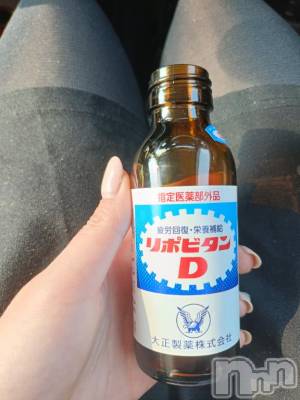 指定医薬部外品
疲労回復・栄養補給
リポビタン
D
大正製薬株式会社